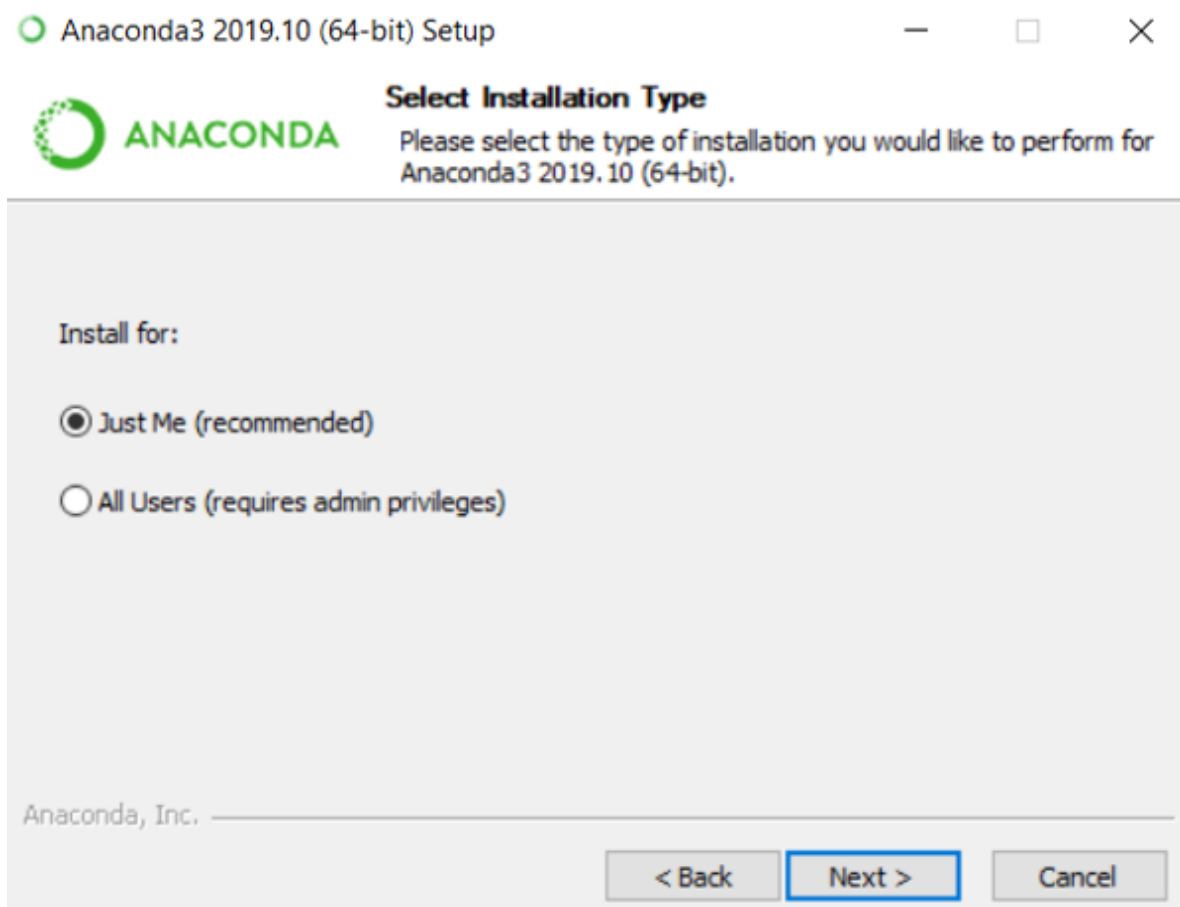 Anaconda3 2019.10 (64-bit) Setup
ANACONDA
Select Installation Type
Please select the type of installation you would like to perform for
Anaconda3 2019.10 (64-bit).
Install for:
Just Me (recommended)
All Users (requires admin privileges)
Anaconda, Inc.
< Back
Next >
Cancel